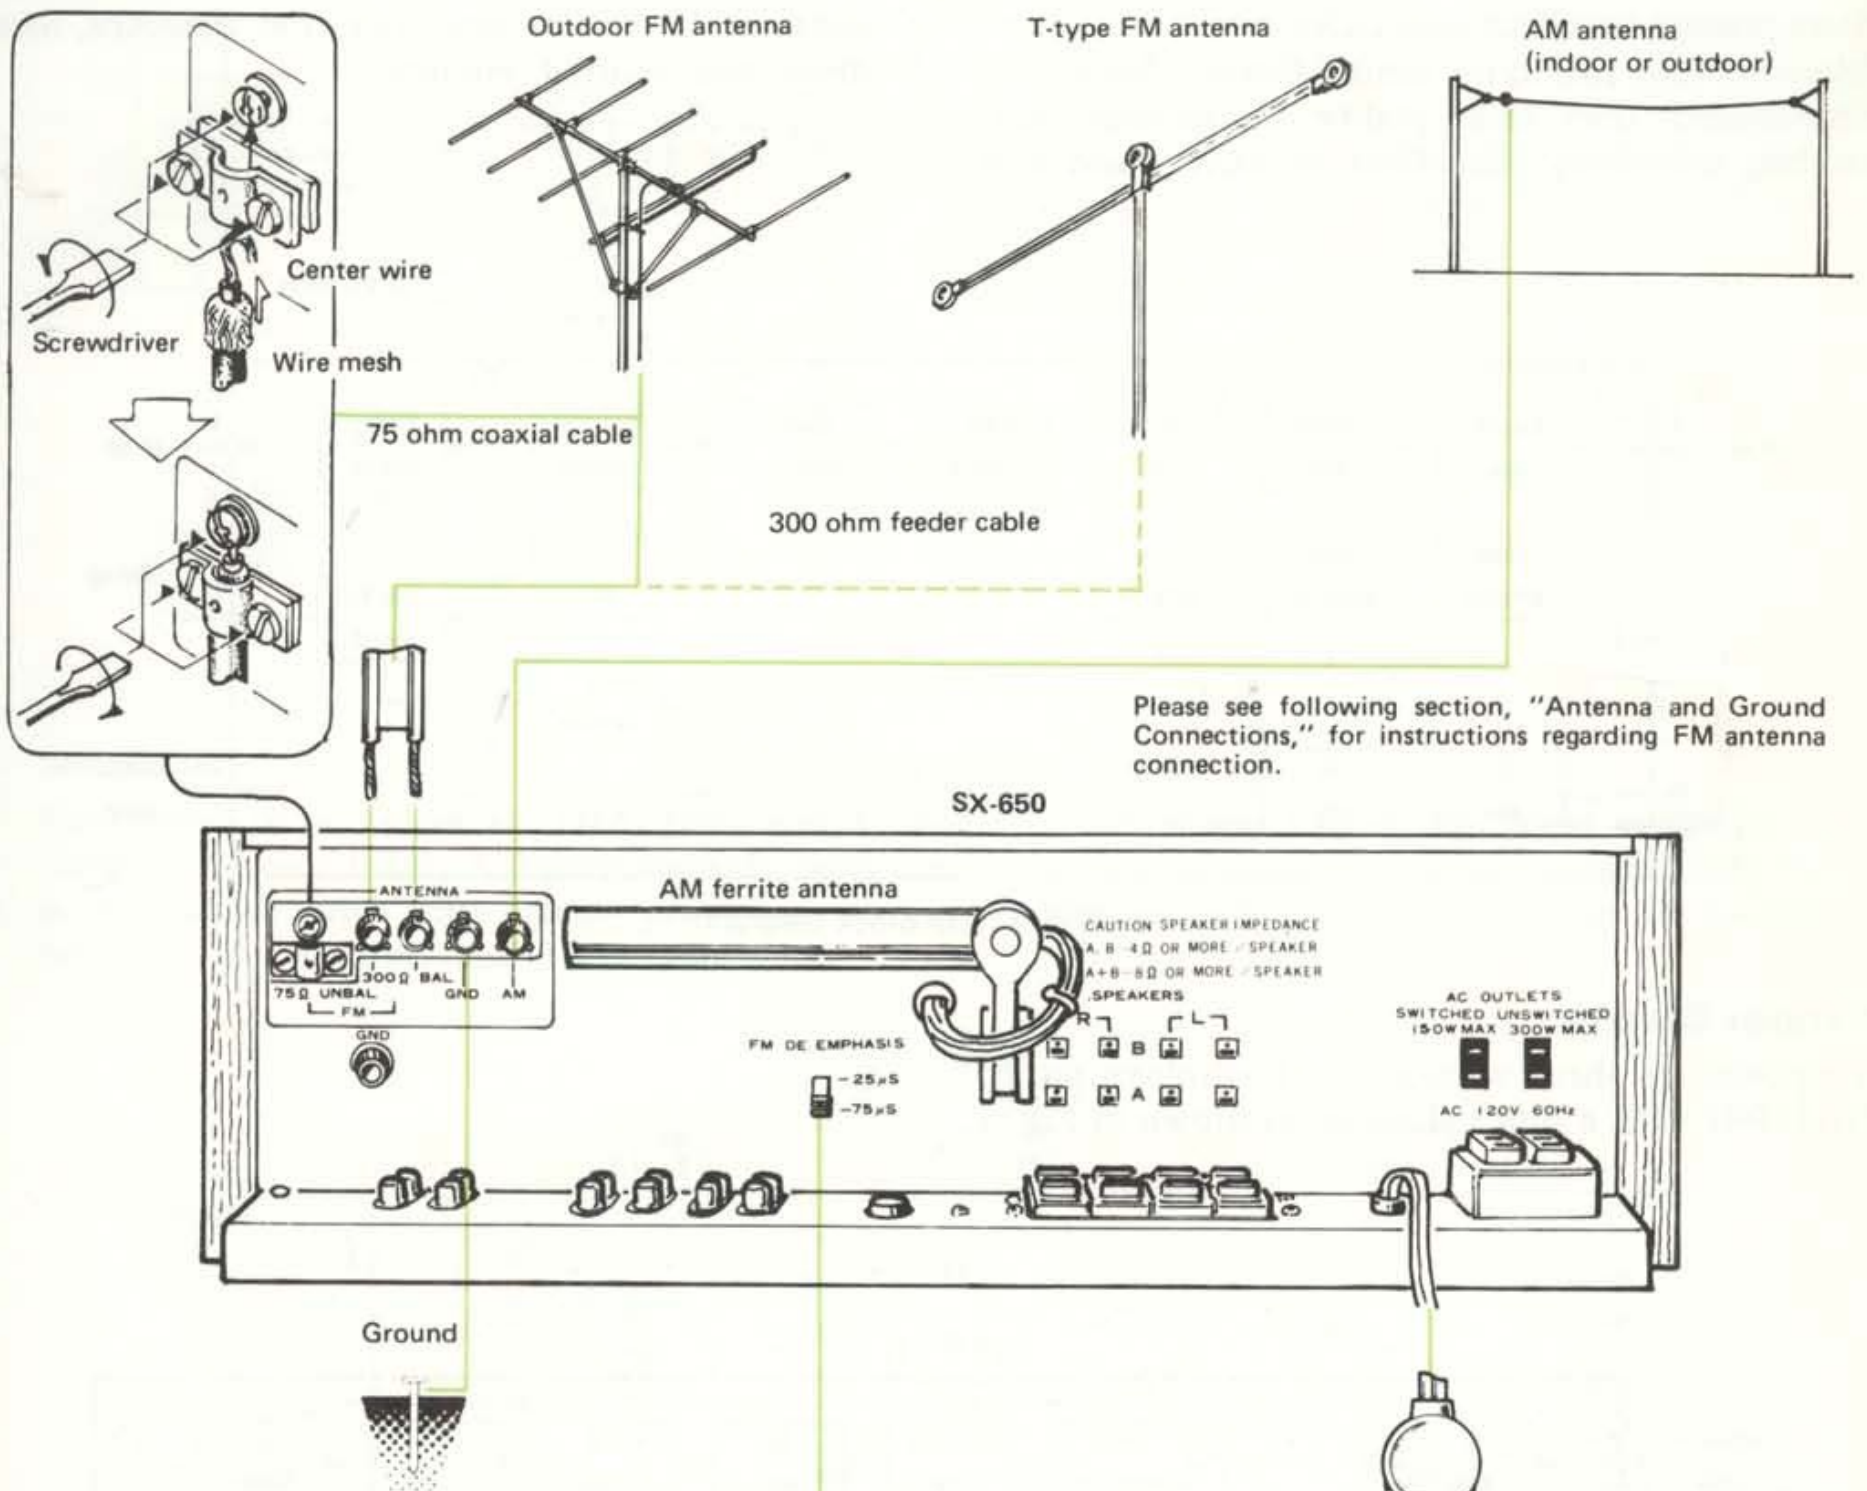 Outdoor FM antenna
T-type FM antenna
AM antenna
(indoor or outdoor)
Center wire
Screwdriver
Wire mesh
75 ohm coaxial cable
300 ohm feeder cable
Please see following section, "Antenna and Ground
Connections," for instructions regarding FM antenna
connection.
SX-650
ANTENNA
300Ω BAL
75Ω UNBAL
GND
AM
FM
GND
AM ferrite antenna
CAUTION SPEAKER IMPEDANCE
A. B-4Ω OR MORE/SPEAKER
A+B-8Ω OR MORE/SPEAKER
SPEAKERS
R
L
B
A
FM DE EMPHASIS
-25µS
-75µS
AC OUTLETS
SWITCHED UNSWITCHED
150W MAX 300W MAX
AC 120V 60Hz
Ground